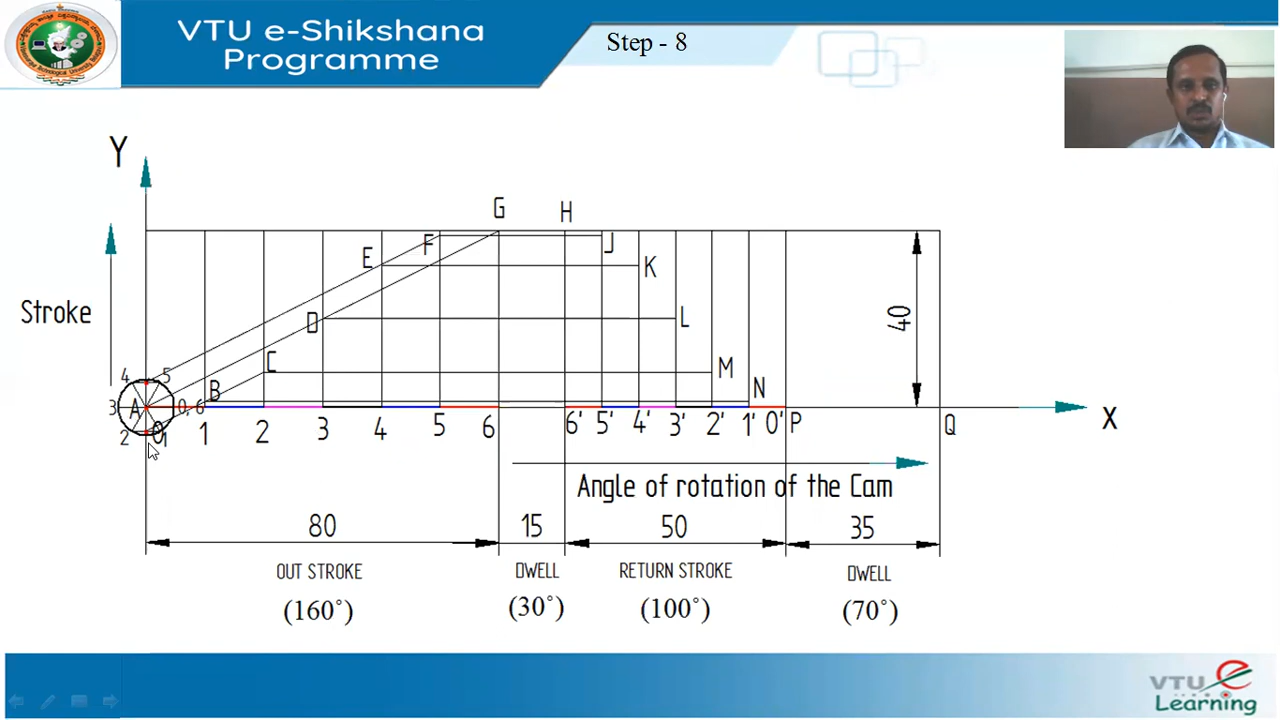 VTU e-Shikshana
Programme
Step - 8
Y
G
H
E
F
J
K
Stroke
D
L
40
C
M
4
5
B
N
3
A
0, 6
2
0
1
1
2
3
4
5
6
6'
5'
4'
3'
2'
1'
0'
P
Q
X
Angle of rotation of the Cam
80
15
50
35
OUT STROKE
DWELL
RETURN STROKE
DWELL
(160°)
(30°)
(100°)
(70°)
VTU e
Learning